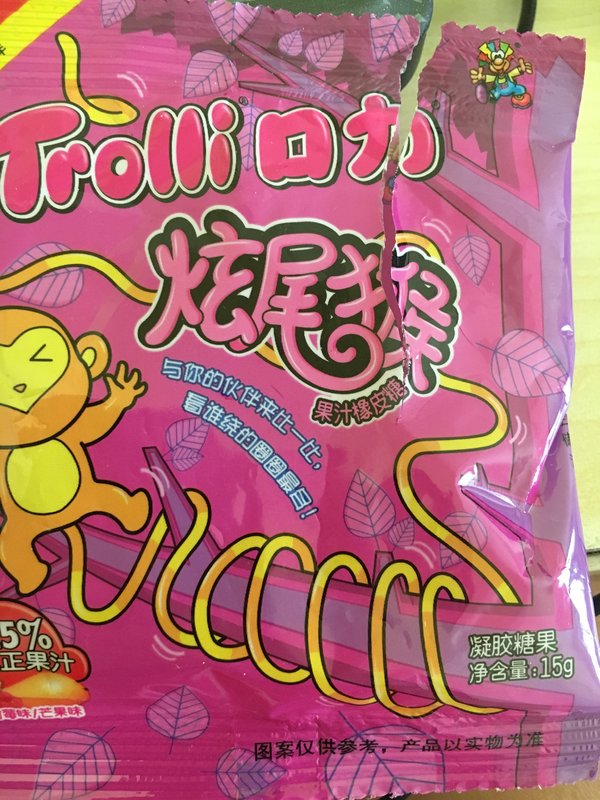 味
Trolli® 口力®
炫尾猴
果汁橡皮糖
与你的伙伴来比一比,
看谁绕的圈圈最多!
5%
正果汁
莓味/芒果味
凝胶糖果
净含量:15g
图案仅供参考，产品以实物为准